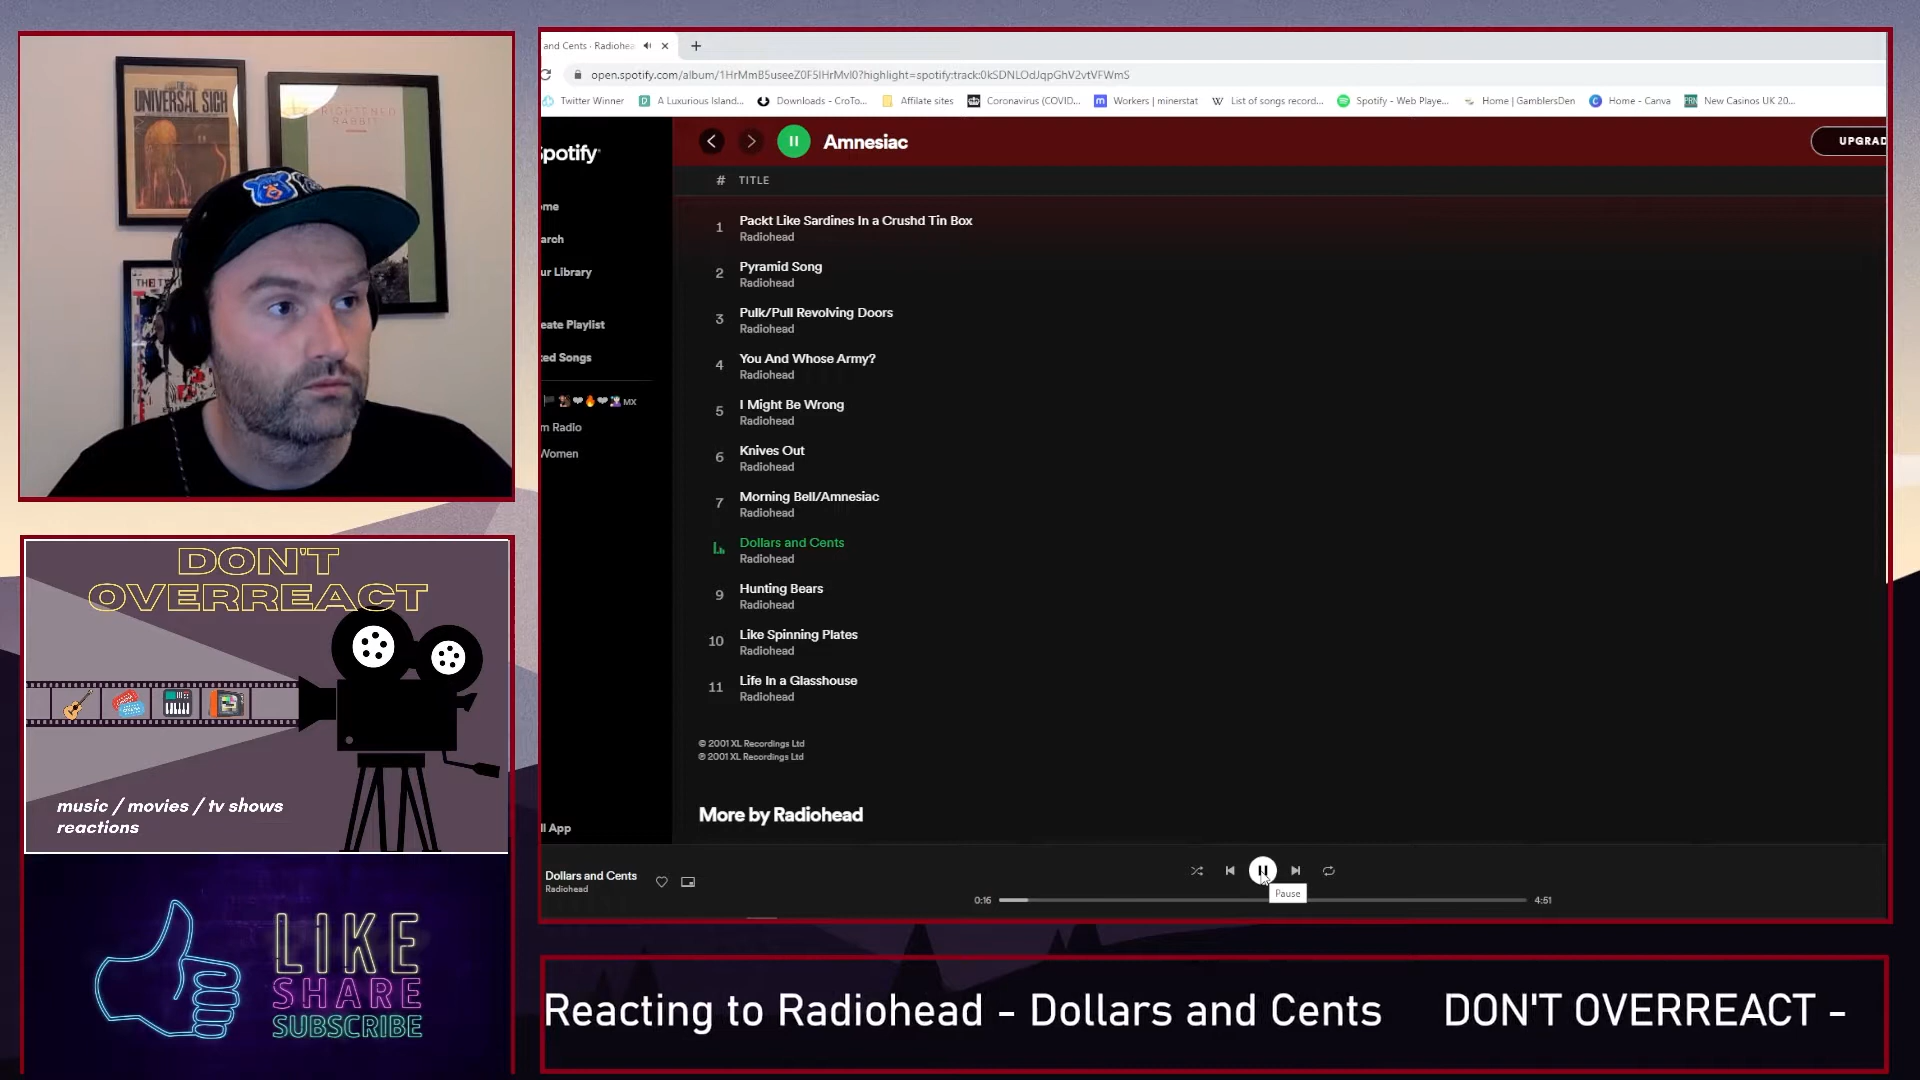 THE
UNIVERSAL SIGH
FRIGHTENED
RABBIT
DON'T
OVERREACT
music / movies / tv shows
reactions
LIKE
SHARE
SUBSCRIBE
and Cents · Radiohea
open.spotify.com/album/1HrMmB5useeZ0F5lHrMvl0?highlight=spotify:track:0kSDNLOdJqpGhV2vtVFWmS
Twitter Winner
A Luxurious Island...
Downloads - CroTo...
Affilate sites
Coronavirus (COVID...
Workers | minerstat
List of songs record...
Spotify - Web Playe...
Home | GamblersDen
Home - Canva
New Casinos UK 20...
Spotify
ome
arch
ur Library
eate Playlist
ed Songs
MX
m Radio
Women
ll App
Amnesiac
UPGRAD
# TITLE
1 Packt Like Sardines In a Crushd Tin Box
Radiohead
2 Pyramid Song
Radiohead
3 Pulk/Pull Revolving Doors
Radiohead
4 You And Whose Army?
Radiohead
5 I Might Be Wrong
Radiohead
6 Knives Out
Radiohead
7 Morning Bell/Amnesiac
Radiohead
Dollars and Cents
Radiohead
9 Hunting Bears
Radiohead
10 Like Spinning Plates
Radiohead
11 Life In a Glasshouse
Radiohead
© 2001 XL Recordings Ltd
℗ 2001 XL Recordings Ltd
More by Radiohead
Dollars and Cents
Radiohead
Pause
0:16
4:51
Reacting to Radiohead - Dollars and Cents DON'T OVERREACT -